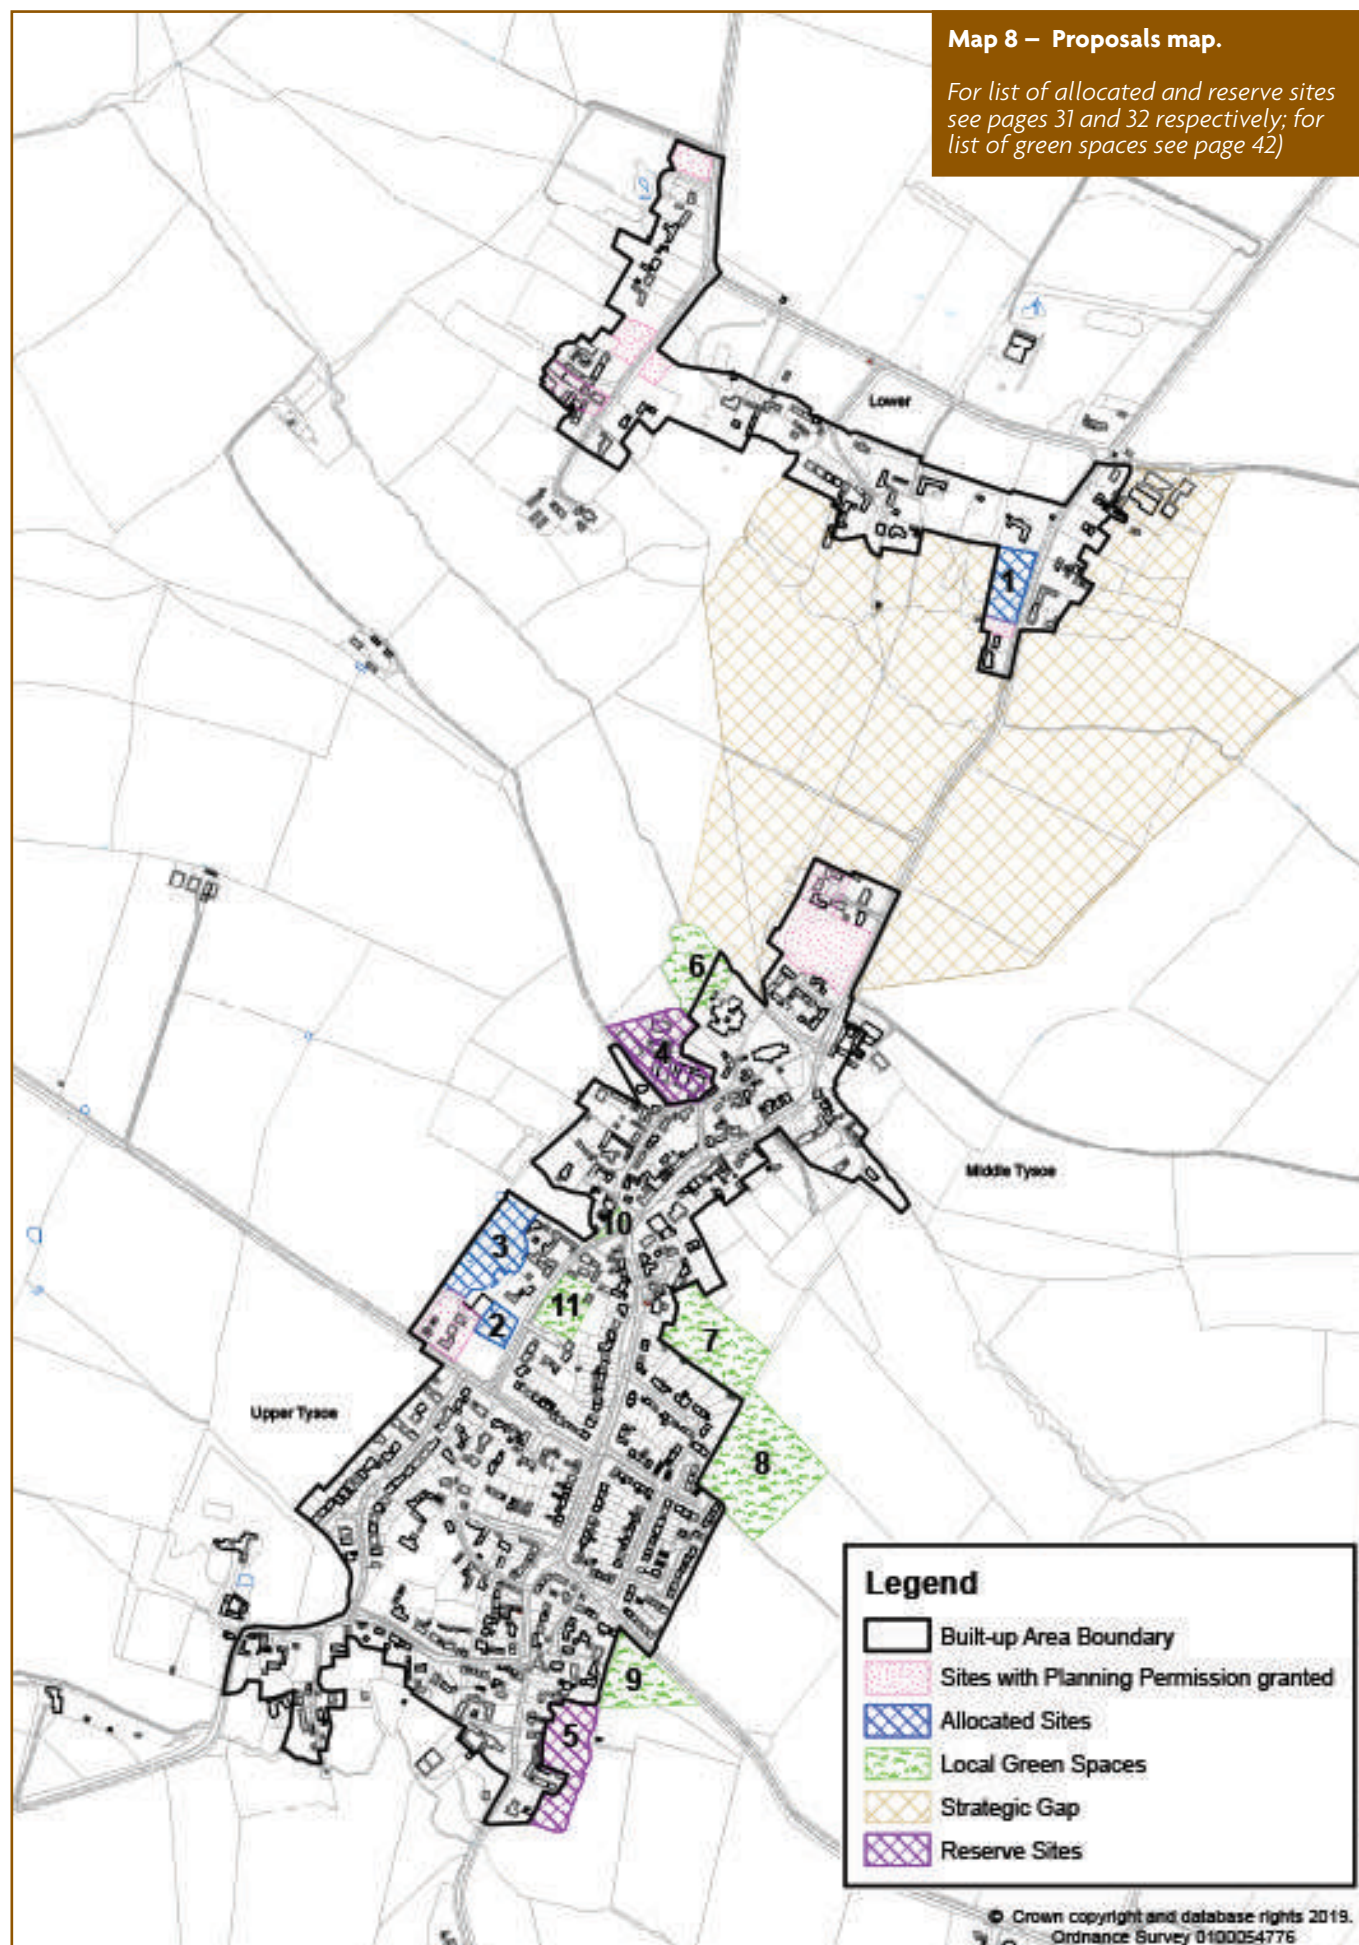 Map 8 – Proposals map.
For list of allocated and reserve sites
see pages 31 and 32 respectively; for
list of green spaces see page 42)
Lower
1
6
4
Middle Tysoe
10
3
11
2
7
Upper Tysoe
8
9
5
Legend
Built-up Area Boundary
Sites with Planning Permission granted
Allocated Sites
Local Green Spaces
Strategic Gap
Reserve Sites
© Crown copyright and database rights 2019.
Ordnance Survey 0100054776